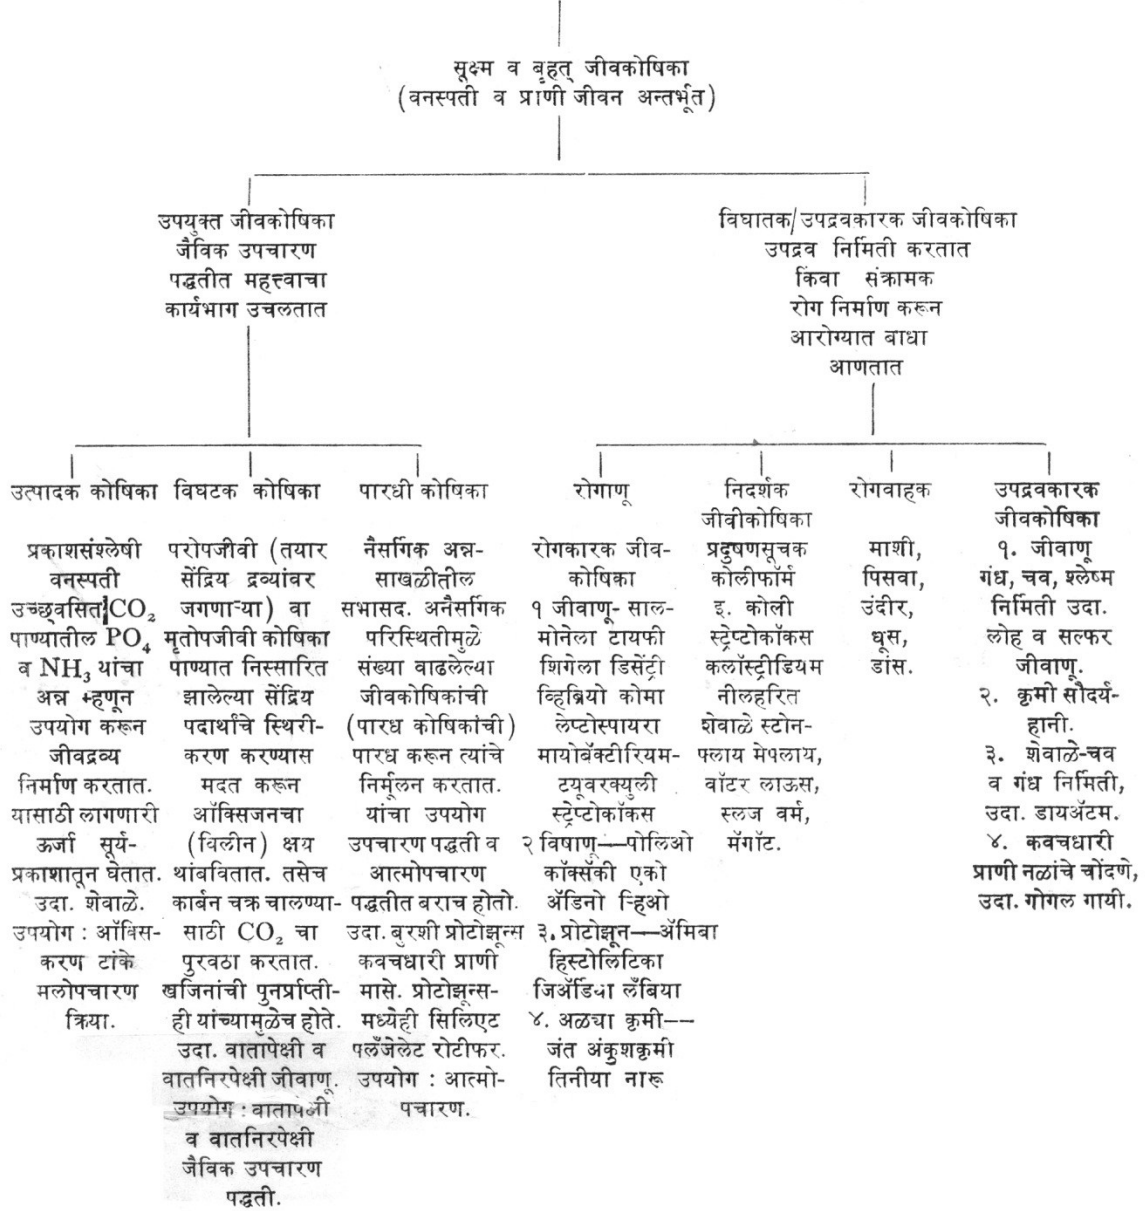 सूक्ष्म व बृहत् जीवकोषिका
(वनस्पती व प्राणी जीवन अन्तर्भूत)
उपयुक्त जीवकोषिका
जैविक उपचारण
पद्धतीत महत्त्वाचा
कार्यभाग उचलतात
विघातक/उपद्रवकारक जीवकोषिका
उपद्रव निर्मिती करतात
किंवा संक्रामक
रोग निर्माण करून
आरोग्यात बाधा
आणतात
उत्पादक कोषिका
प्रकाशसंश्लेषी
वनस्पती
उच्छ्वसित CO₂
पाण्यातील PO₄
व NH₃ यांचा
अन्न म्हणून
उपयोग करून
जीवद्रव्य
निर्माण करतात.
यासाठी लागणारी
ऊर्जा सूर्य-
प्रकाशातून घेतात.
उदा. शेवाळे.
उपयोग : ऑक्सि-
करण टांके
मलोपचारण
क्रिया.
विघटक कोषिका
परोपजीवी (तयार
सेंद्रिय द्रव्यांवर
जगणाऱ्या) वा
मृतोपजीवी कोषिका
पाण्यात निस्सारित
झालेल्या सेंद्रिय
पदार्थांचे स्थिरी-
करण करण्यास
मदत करून
ऑक्सिजनचा
(विलीन) क्षय
थांबवितात. तसेच
कार्बन चक्र चालण्या-
साठी CO₂ चा
पुरवठा करतात.
खजिनांची पुनर्प्राप्ती-
ही यांच्यामुळेच होते.
उदा. वातापेक्षी व
वातनिरपेक्षी जीवाणू.
उपयोग : वातापेक्षी
व वातनिरपेक्षी
जैविक उपचारण
पद्धती.
पारधी कोषिका
नैसर्गिक अन्न-
साखळीतील
सभासद. अनैसर्गिक
परिस्थितीमुळे
संख्या वाढलेल्या
जीवकोषिकांची
(पारध कोषिकांची)
पारध करून त्यांचे
निर्मूलन करतात.
यांचा उपयोग
उपचारण पद्धती व
आत्मोपचारण
पद्धतीत बराच होतो.
उदा. बुरशी प्रोटोझून्स
कवचधारी प्राणी
मासे. प्रोटोझून्स-
मध्येही सिलिएट
फ्लॅजेलेट रोटीफर.
उपयोग : आत्मो-
पचारण.
रोगाणू
रोगकारक जीव-
कोषिका
१ जीवाणू- साल-
मोनेला टायफी
शिगेला डिसेंट्री
व्हिब्रियो कोमा
लेप्टोस्पायरा
मायोबॅक्टीरियम-
टयूवरक्युली
स्ट्रेप्टोकॉकस
२ विषाणू—पोलिओ
कॉक्सॅकी एको
ॲडिनो ऱ्हिओ
३. प्रोटोझून—ॲमिबा
हिस्टोलिटिका
जिआर्डिया लँबिया
४. अळ्या कृमी--
जंत अंकुशकृमी
तिनीया नारू
निदर्शक
जीवीकोषिका
प्रदुषणसूचक
कोलीफॉर्म
इ. कोली
स्ट्रेप्टोकॉकस
क्लॉस्ट्रीडियम
नीलहरित
शेवाळे स्टोन-
फ्लाय मेफ्लाय,
वॉटर लाऊस,
स्लज वर्म,
मॅगॉट.
रोगवाहक
माशी,
पिसवा,
उंदीर,
घूस,
डांस.
उपद्रवकारक
जीवकोषिका
१. जीवाणू
गंध, चव, श्लेष्म
निर्मिती उदा.
लोह व सल्फर
जीवाणू.
२. कृमी सौदर्य-
हानी.
३. शेवाळे-चव
व गंध निर्मिती,
उदा. डायॲटम.
४. कवचधारी
प्राणी नळांचे चोंदणे,
उदा. गोगल गायी.